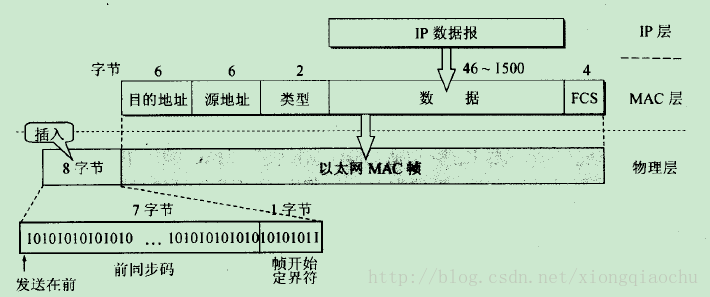 IP 数据报 IP 层
字节 6 6 2 46~1500 4
目的地址 源地址 类型 数 据 FCS MAC 层
插入
8 字节 以太网 MAC 帧 物理层
7 字节 1 字节
10101010101010 ... 10101010101010101011
发送在前 前同步码 帧开始
定界符
http://blog.csdn.net/xiongqiaochu